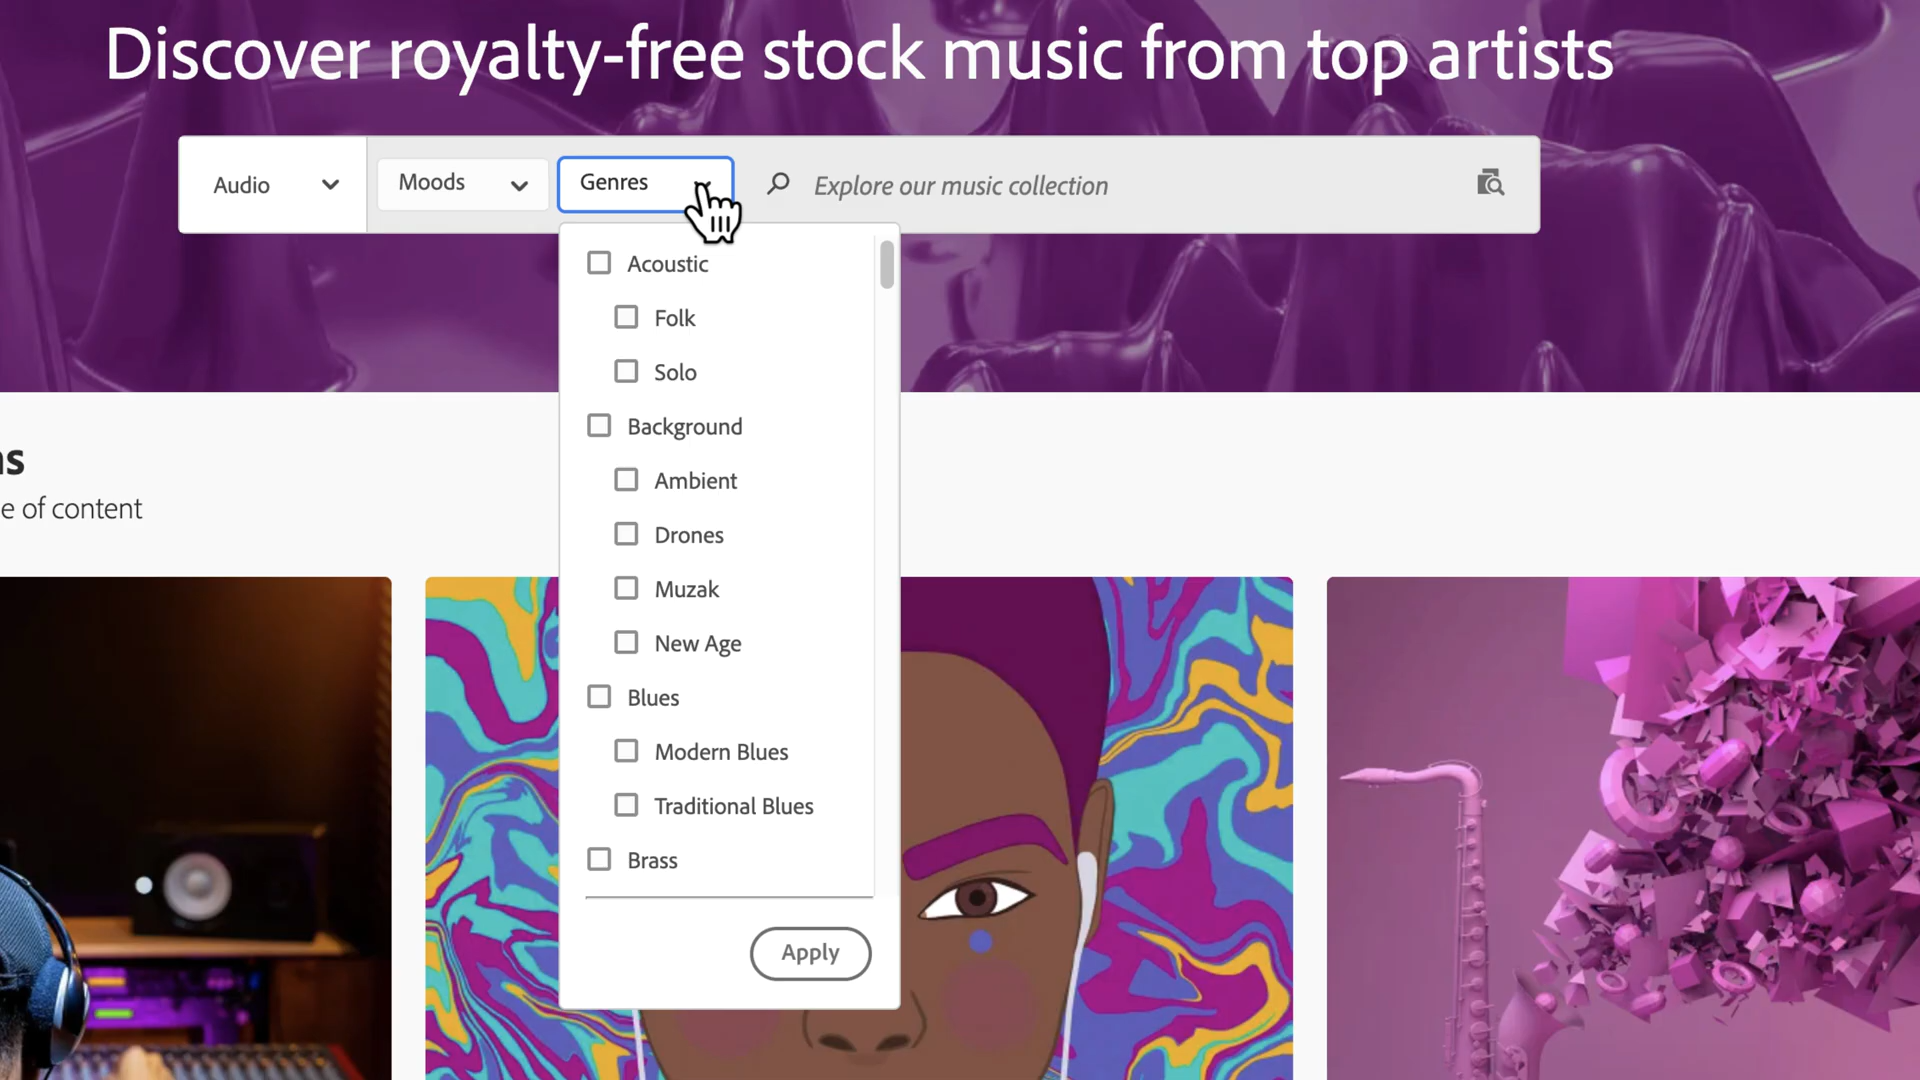 Discover royalty-free stock music from top artists
Audio
Moods
Genres
Explore our music collection
Acoustic
Folk
Solo
Background
Ambient
Drones
Muzak
New Age
Blues
Modern Blues
Traditional Blues
Brass
Apply
ns
e of content